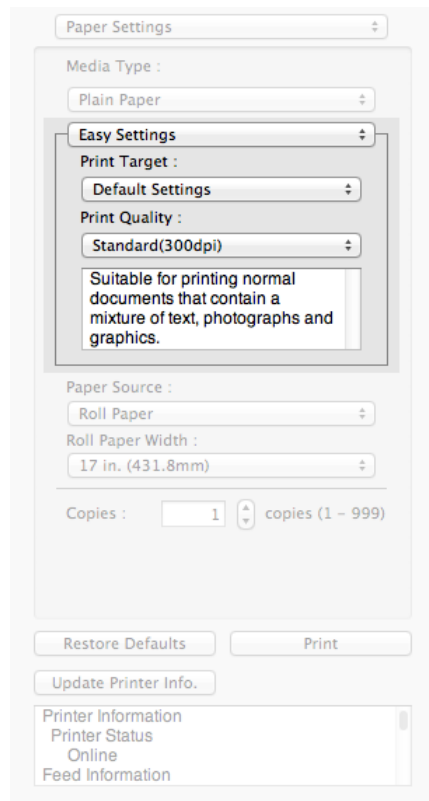 Paper Settings
Media Type :
Plain Paper
Easy Settings
Print Target :
Default Settings
Print Quality :
Standard(300dpi)
Suitable for printing normal
documents that contain a
mixture of text, photographs and
graphics.
Paper Source :
Roll Paper
Roll Paper Width :
17 in. (431.8mm)
Copies : 1 copies (1 – 999)
Restore Defaults Print
Update Printer Info.
Printer Information
Printer Status
Online
Feed Information